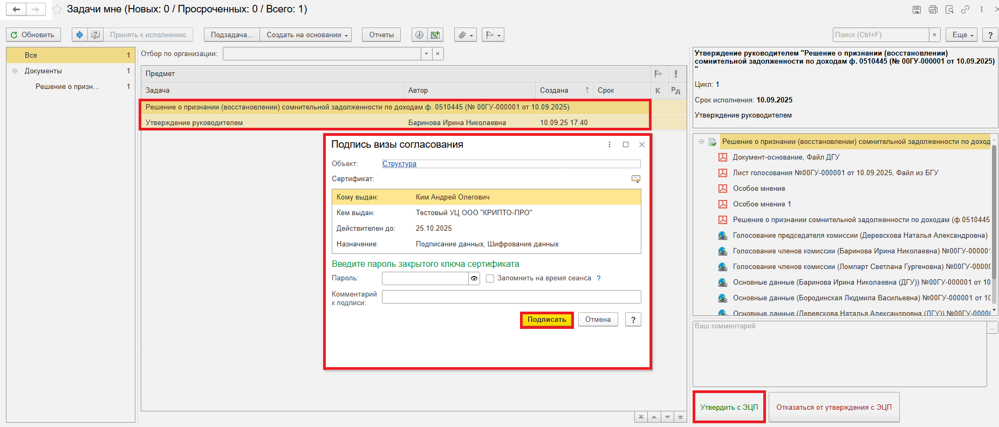 Задачи мне (Новых: 0 / Просроченных: 0 / Всего: 1)
Обновить
Принять к исполнению
Подзадача...
Создать на основании
Отчеты
Поиск (Ctrl+F)
×
Еще
?
Все 1
Документы 1
Решение о призн... 1
Отбор по организации:
×
Предмет
Задача Автор Создана ↑ Срок К Рд
Решение о признании (восстановлении) сомнительной задолженности по доходам ф. 0510445 (№ 00ГУ-000001 от 10.09.2025)
Утверждение руководителем Баринова Ирина Николаевна 10.09.25 17:40
Подпись визы согласования
Объект: Структура
Сертификат:
Кому выдан: Ким Андрей Олегович
Кем выдан: Тестовый УЦ ООО "КРИПТО-ПРО"
Действителен до: 25.10.2025
Назначение: Подписание данных, Шифрование данных
Введите пароль закрытого ключа сертификата
Пароль: Запомнить на время сеанса ?
Комментарий
к подписи:
Подписать
Отмена
?
Утверждение руководителем "Решение о признании (восстановлении)
сомнительной задолженности по доходам ф. 0510445 (№ 00ГУ-000001 от 10.09.2025)
"
Цикл: 1
Срок исполнения: 10.09.2025
Утверждение руководителем
Решение о признании (восстановлении) сомнительной задолженности по доход
Документ-основание, Файл ДГУ
Лист голосования №00ГУ-000001 от 10.09.2025, Файл из БГУ
Особое мнение
Особое мнение 1
Решение о признании сомнительной задолженности по доходам (ф.0510445
Голосование председателя комиссии (Деревскова Наталья Александровна)
Голосование членов комиссии (Баринова Ирина Николаевна) №00ГУ-000001
Голосование членов комиссии (Ломпарт Светлана Гургеновна) №00ГУ-0000
Основные данные (Баринова Ирина Николаевна (ДГУ)) №00ГУ-000001 от 10
Основные данные (Бородинская Людмила Васильевна) №00ГУ-000001 от 10
Основные данные (Деревскова Наталья Александровна (ДГУ)) №00ГУ-0000
Ваш комментарий
...
Утвердить с ЭЦП
Отказаться от утверждения с ЭЦП